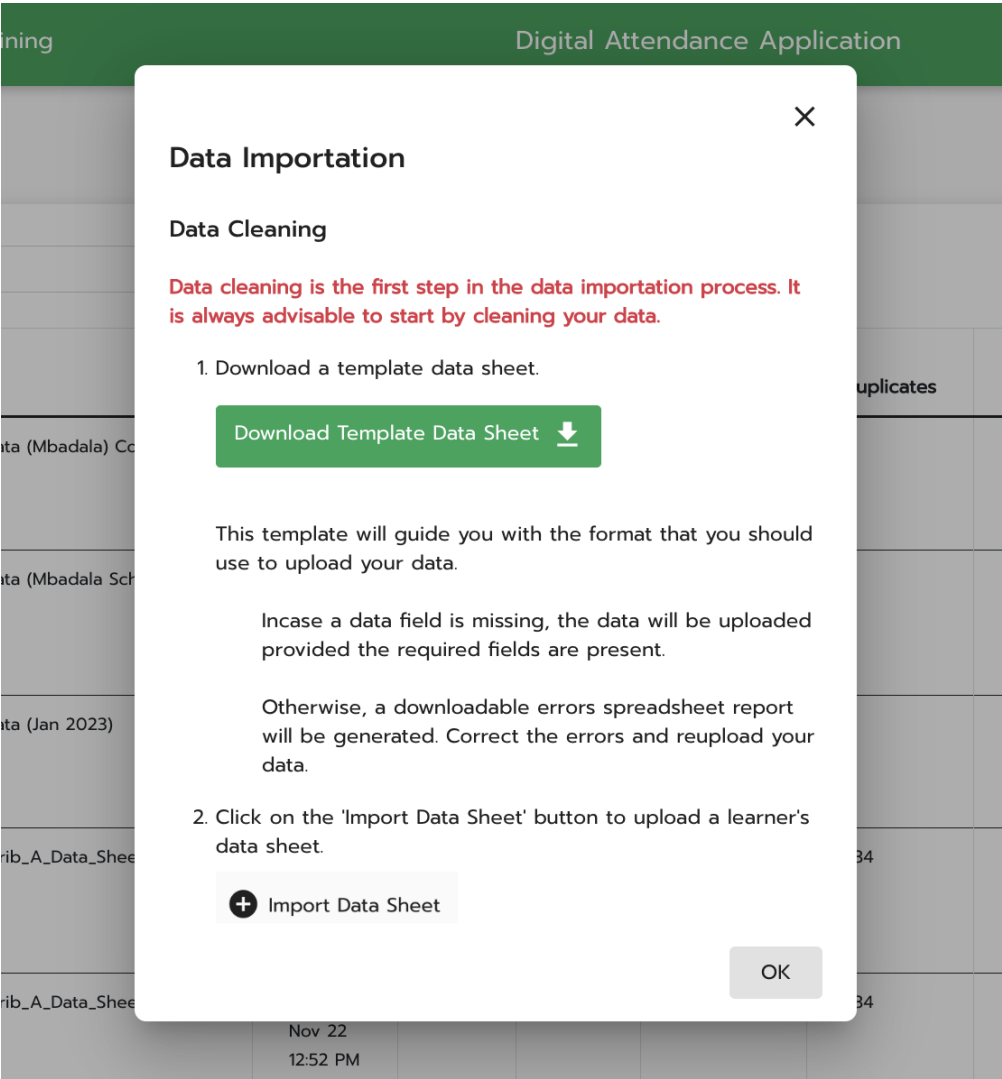 Digital Attendance Application
Data Importation
Data Cleaning
Data cleaning is the first step in the data importation process. It
is always advisable to start by cleaning your data.
1. Download a template data sheet.
Download Template Data Sheet
This template will guide you with the format that you should
use to upload your data.
Incase a data field is missing, the data will be uploaded
provided the required fields are present.
Otherwise, a downloadable errors spreadsheet report
will be generated. Correct the errors and reupload your
data.
2. Click on the 'Import Data Sheet' button to upload a learner's
data sheet.
Import Data Sheet
OK
ining
uplicates
ata (Mbadala) Co
ata (Mbadala Sch
ata (Jan 2023)
rib_A_Data_Shee
34
rib_A_Data_Shee
34
Nov 22
12:52 PM